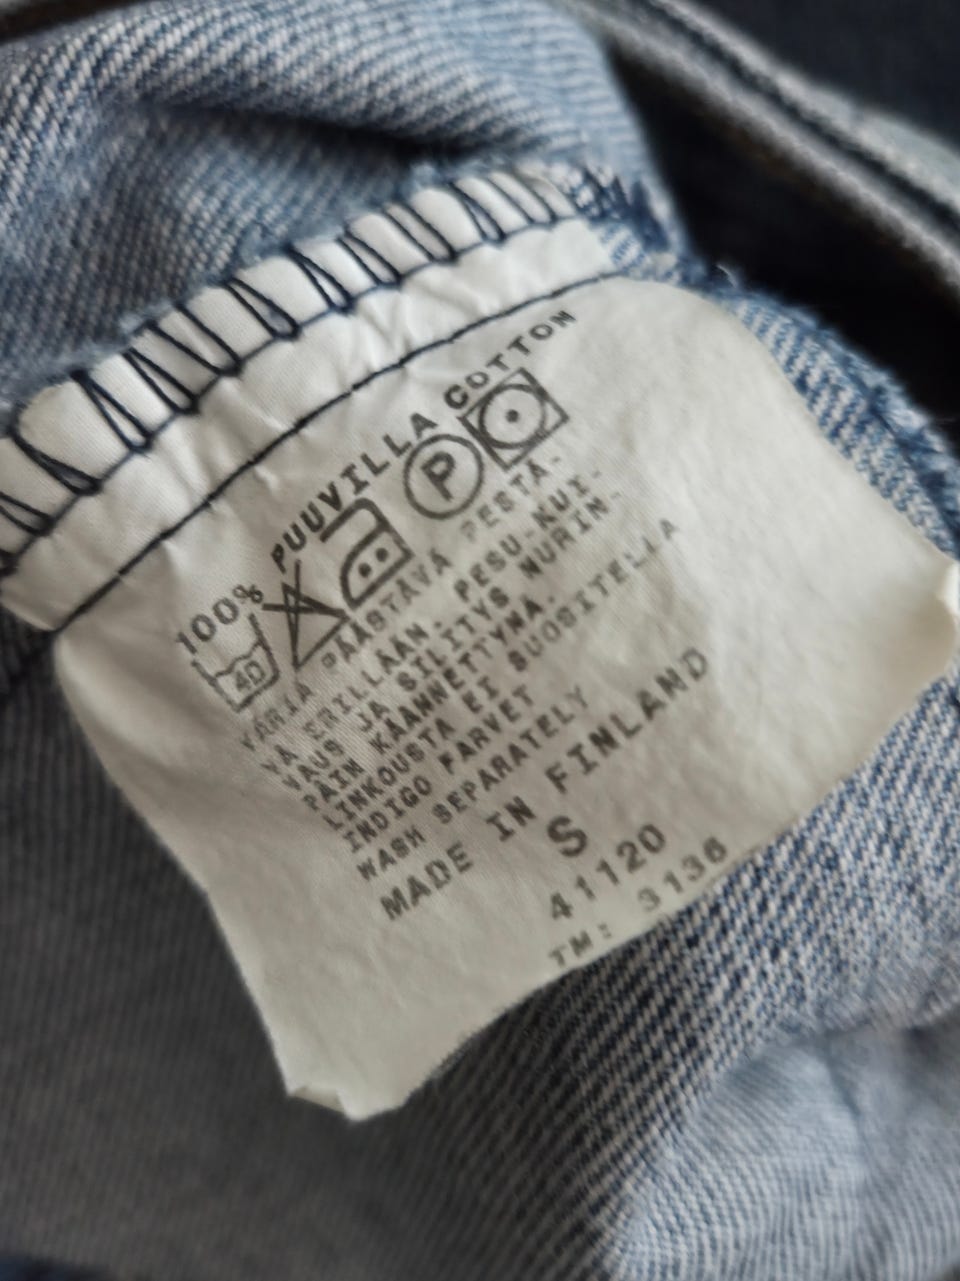 100% PUUVILLA COTTON
40 P
VÄRIÄ PÄÄSTÄVÄ PESTÄ-
VÄ ERILLÄÄN. PESU-KUI-
VAUS JA SILITYS NURIN-
PÄIN KÄÄNNETTYNÄ.
LINKOUSTA EI SUOSITELLA
INDIGO FARVET
WASH SEPARATELY
MADE IN FINLAND
S
41120
TM: 3136